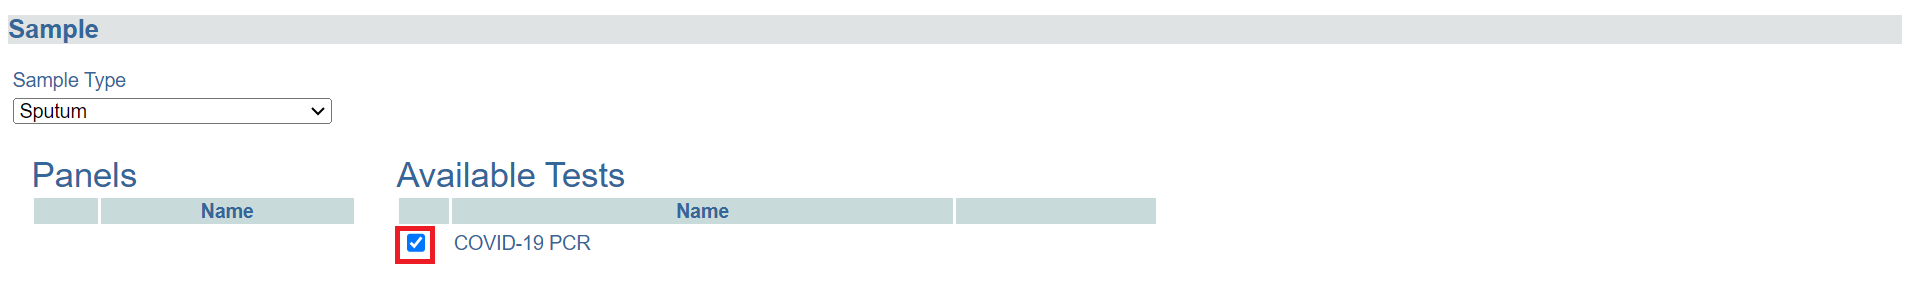 Sample
Sample Type
Sputum
Panels
Available Tests
Name
Name
COVID-19 PCR